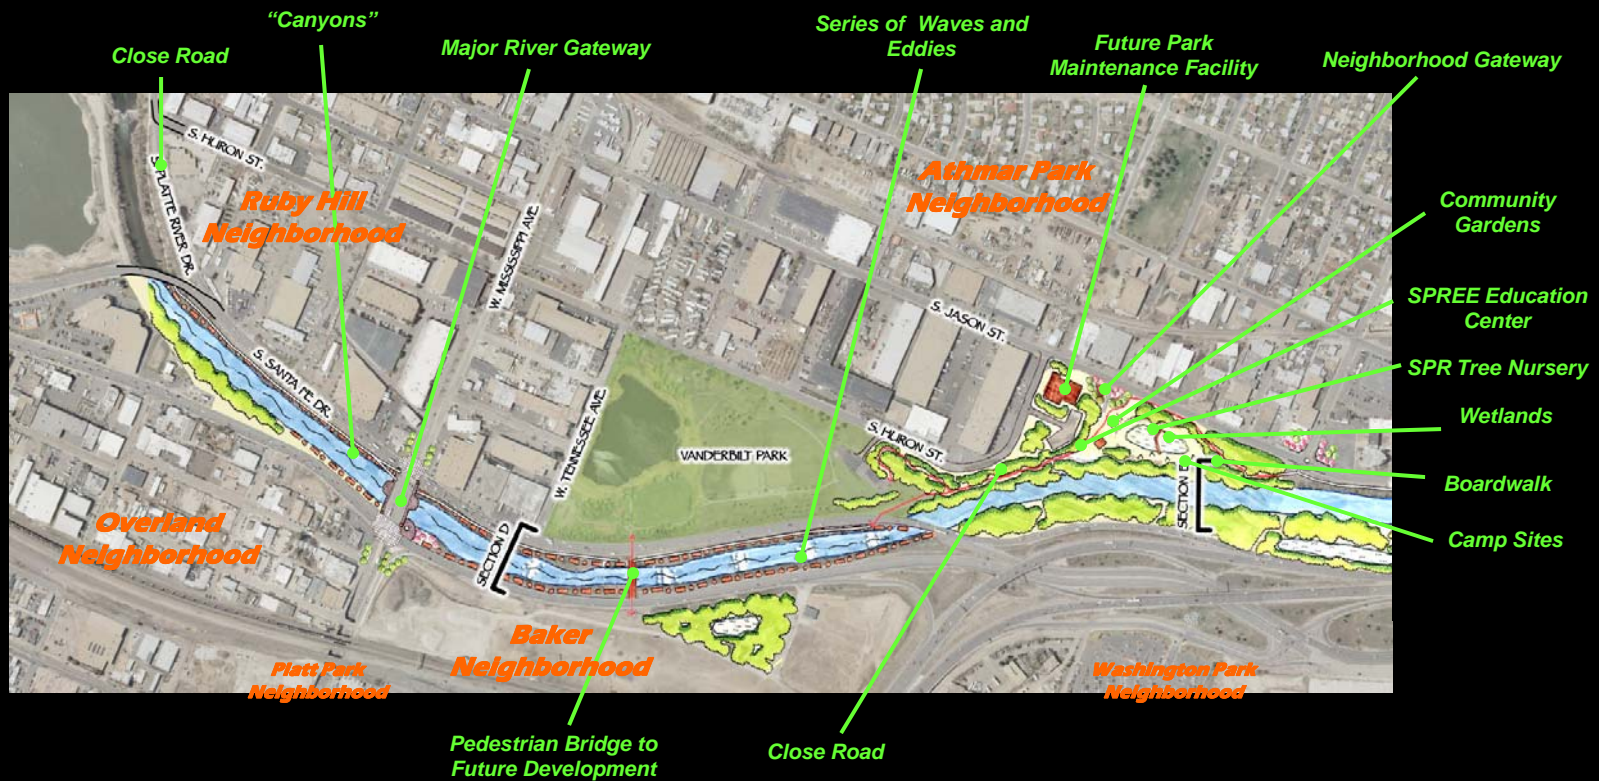 “Canyons”
Close Road
Major River Gateway
Series of Waves and
Eddies
Future Park
Maintenance Facility
Neighborhood Gateway
S. HURON ST.
S. PLATTE RIVER DR.
Ruby Hill
Neighborhood
W. MISSISSIPPI AVE.
Athmar Park
Neighborhood
Community
Gardens
SPREE Education
Center
SPR Tree Nursery
Wetlands
Boardwalk
Camp Sites
S. JASON ST.
S. SANTA FE DR.
W. TENNESSEE AVE.
VANDERBILT PARK
S. HURON ST.
SECTION E
SECTION D
Overland
Neighborhood
Baker
Neighborhood
Platt Park
Neighborhood
Washington Park
Neighborhood
Pedestrian Bridge to
Future Development
Close Road